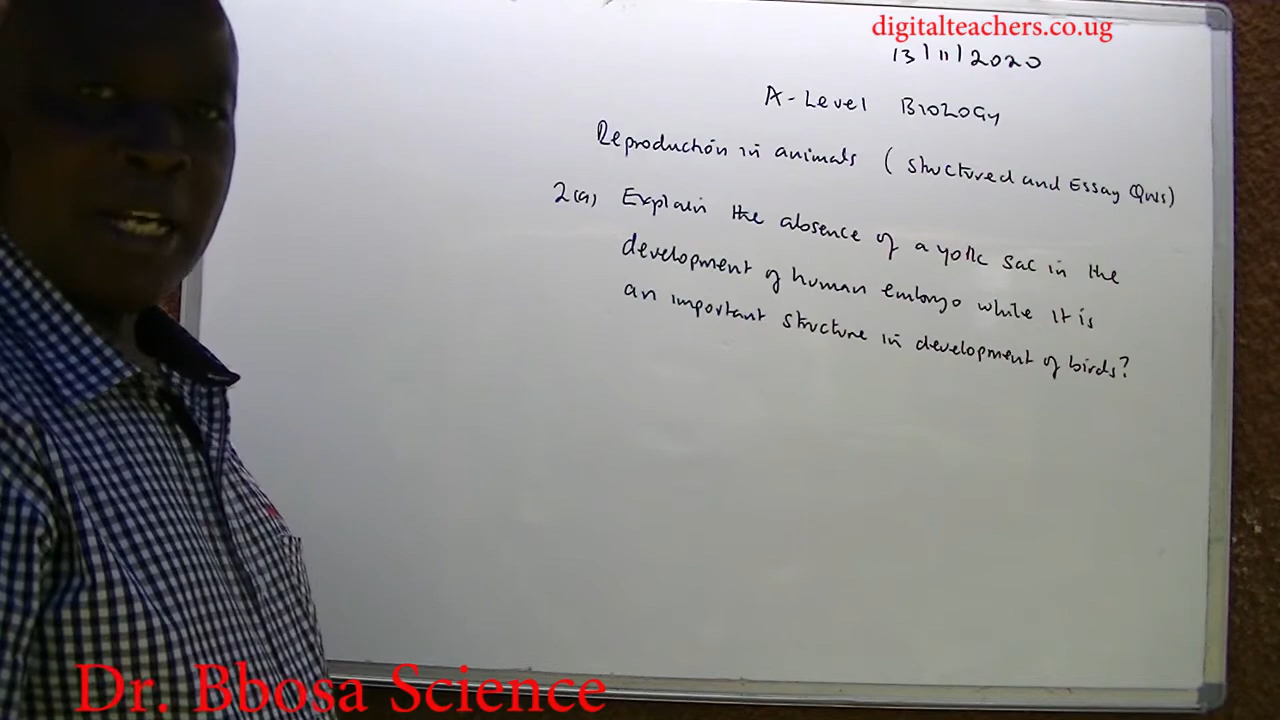 digitalteachers.co.ug
13/11/2020
A-Level Biology
Reproduction in animals (Structured and Essay Qns)
2(a) Explain the absence of a yolk sac in the
development of human embryo while it is
an important structure in development of birds?
Dr. Bbosa Science